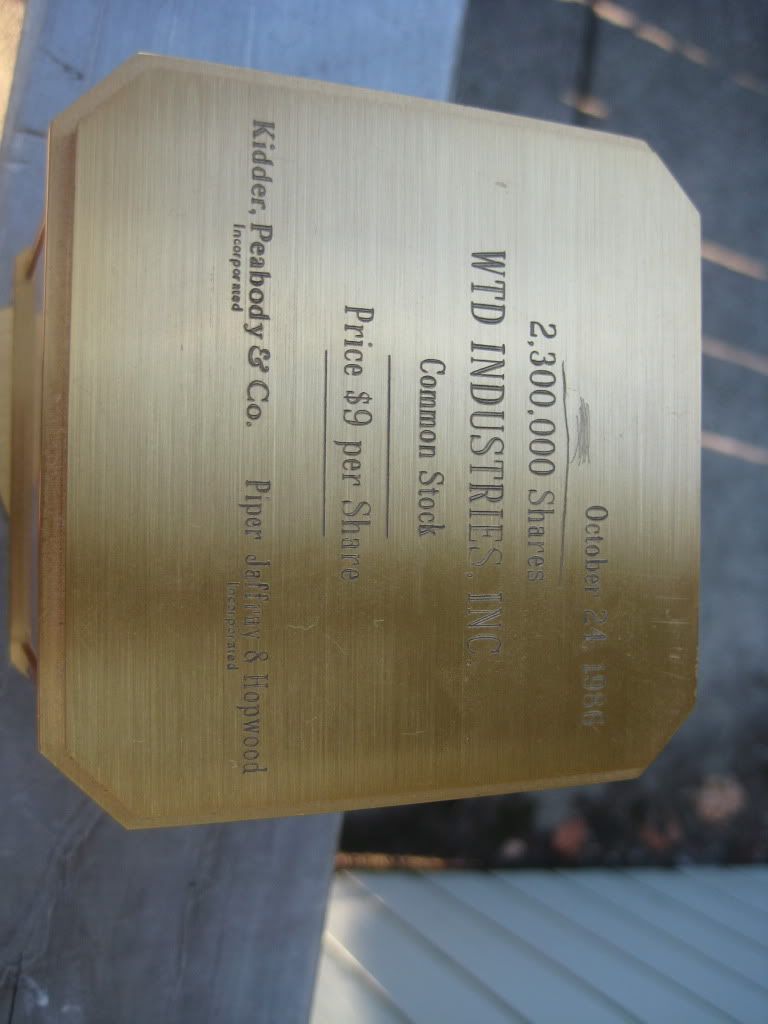 October 24, 1986
2,300,000 Shares
WTD INDUSTRIES, INC.
Common Stock
Price $9 per Share
Kidder, Peabody & Co. Piper Jaffray & Hopwood
Incorporated Incorporated